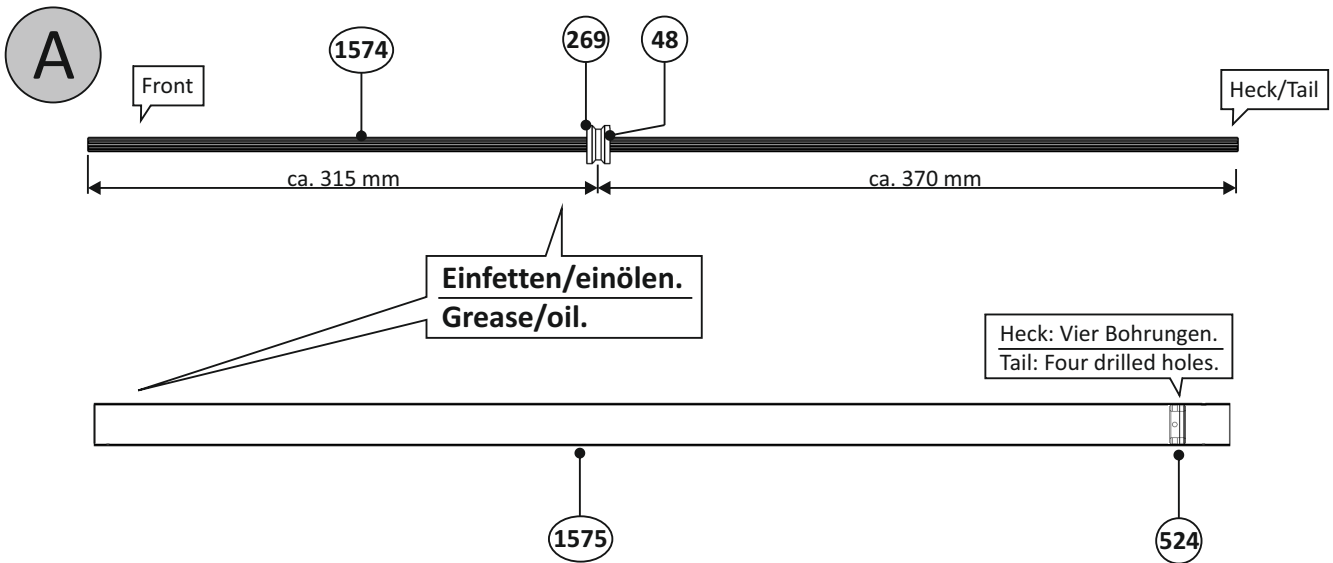 A
1574
269
48
Front
Heck/Tail
ca. 315 mm
ca. 370 mm
Einfetten/einölen.
Grease/oil.
Heck: Vier Bohrungen.
Tail: Four drilled holes.
1575
524